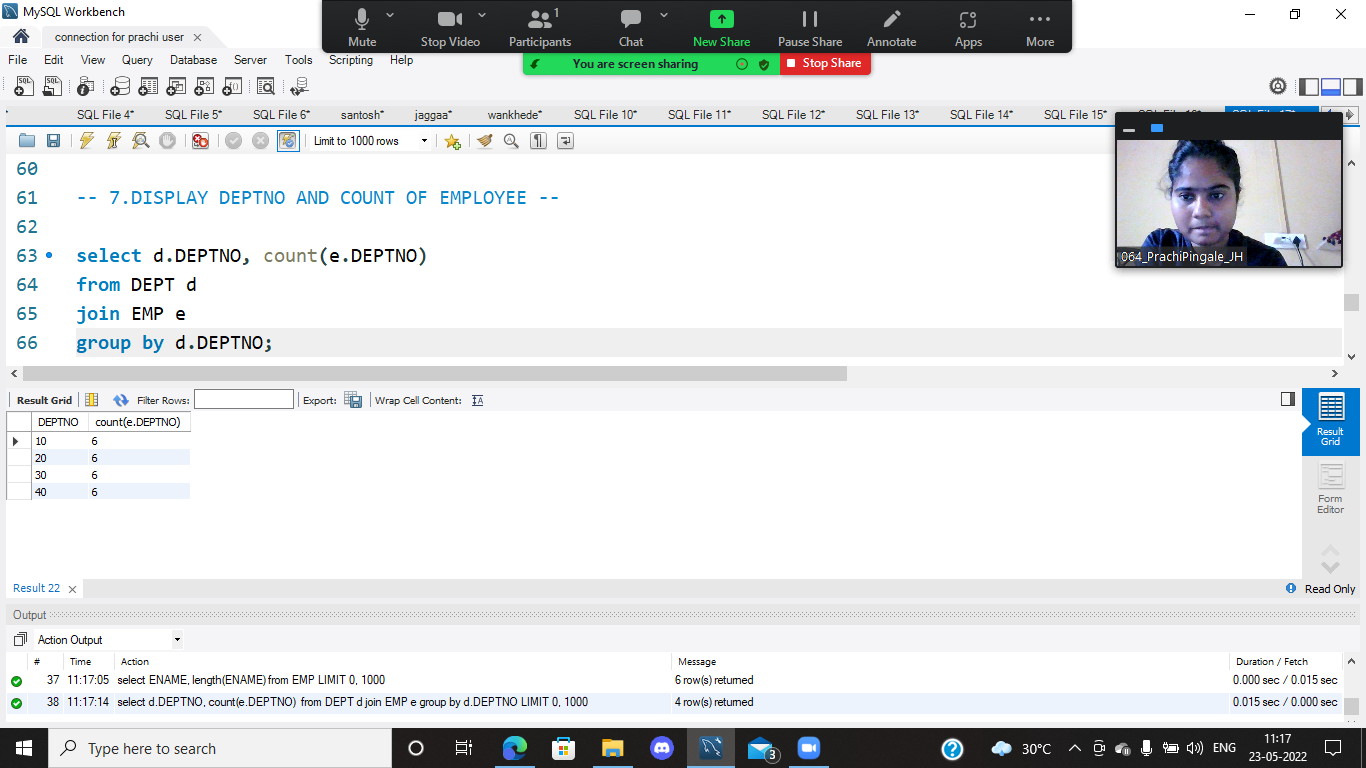 MySQL Workbench
connection for prachi user
Mute
Stop Video
1
Participants
Chat
New Share
Pause Share
Annotate
Apps
More
You are screen sharing
Stop Share
File Edit View Query Database Server Tools Scripting Help
SQL File 4* SQL File 5* SQL File 6* santosh* jaggaa* wankhede* SQL File 10* SQL File 11* SQL File 12* SQL File 13* SQL File 14* SQL File 15*
Limit to 1000 rows
60
61 -- 7.DISPLAY DEPTNO AND COUNT OF EMPLOYEE --
62
63 select d.DEPTNO, count(e.DEPTNO)
64 from DEPT d
65 join EMP e
66 group by d.DEPTNO;
064_PrachiPingale_JH
Result Grid Filter Rows: Export: Wrap Cell Content:
DEPTNO count(e.DEPTNO)
10 6
20 6
30 6
40 6
Result Grid
Form Editor
Result 22
Read Only
Output
Action Output
# Time Action Message Duration / Fetch
37 11:17:05 select ENAME, length(ENAME) from EMP LIMIT 0, 1000 6 row(s) returned 0.000 sec / 0.015 sec
38 11:17:14 select d.DEPTNO, count(e.DEPTNO) from DEPT d join EMP e group by d.DEPTNO LIMIT 0, 1000 4 row(s) returned 0.015 sec / 0.000 sec
Type here to search
3
30°C
ENG
11:17
23-05-2022